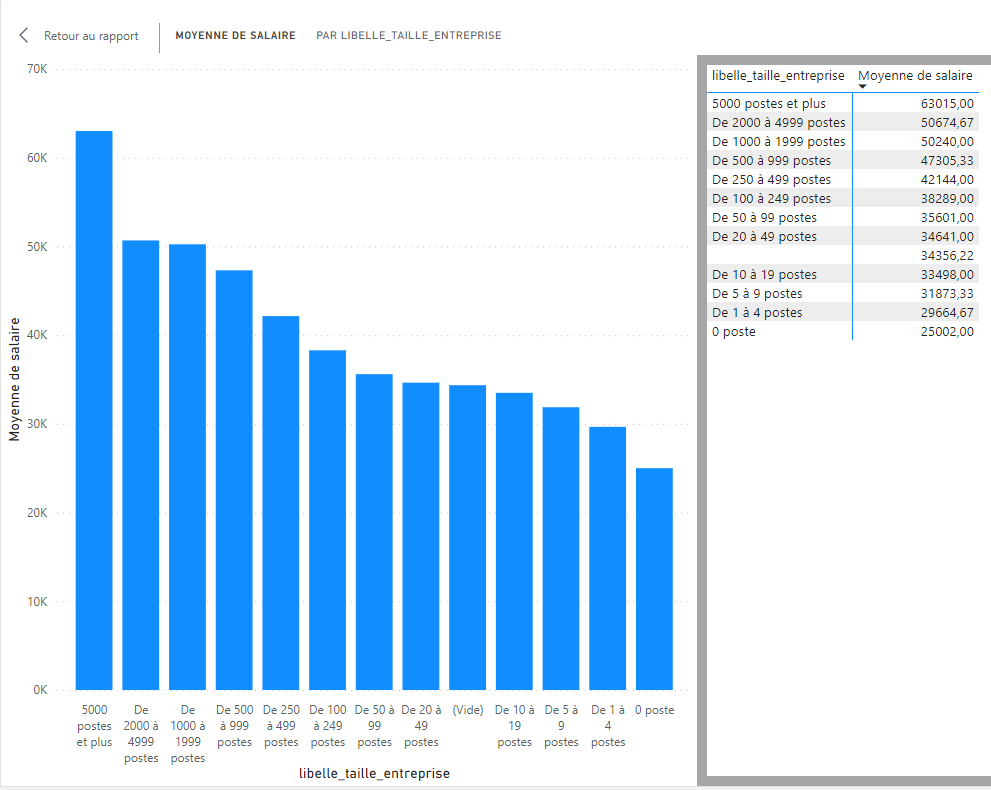 Retour au rapport MOYENNE DE SALAIRE PAR LIBELLE_TAILLE_ENTREPRISE
70K
60K
50K
40K
30K
20K
10K
0K
Moyenne de salaire
5000 postes et plus
De 2000 à 4999 postes
De 1000 à 1999 postes
De 500 à 999 postes
De 250 à 499 postes
De 100 à 249 postes
De 50 à 99 postes
De 20 à 49 postes
(Vide)
De 10 à 19 postes
De 5 à 9 postes
De 1 à 4 postes
0 poste
libelle_taille_entreprise
libelle_taille_entreprise Moyenne de salaire
5000 postes et plus 63015,00
De 2000 à 4999 postes 50674,67
De 1000 à 1999 postes 50240,00
De 500 à 999 postes 47305,33
De 250 à 499 postes 42144,00
De 100 à 249 postes 38289,00
De 50 à 99 postes 35601,00
De 20 à 49 postes 34641,00
34356,22
De 10 à 19 postes 33498,00
De 5 à 9 postes 31873,33
De 1 à 4 postes 29664,67
0 poste 25002,00